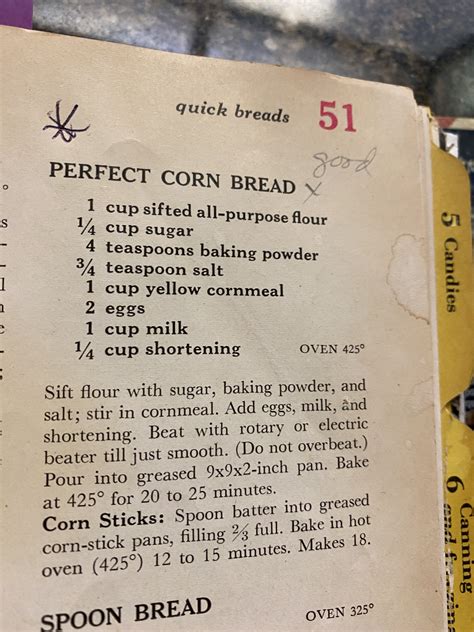 quick breads 51
good
PERFECT CORN BREAD x
1 cup sifted all-purpose flour
¼ cup sugar
4 teaspoons baking powder
¾ teaspoon salt
1 cup yellow cornmeal
2 eggs
1 cup milk
¼ cup shortening OVEN 425°
Sift flour with sugar, baking powder, and
salt; stir in cornmeal. Add eggs, milk, and
shortening. Beat with rotary or electric
beater till just smooth. (Do not overbeat.)
Pour into greased 9x9x2-inch pan. Bake
at 425° for 20 to 25 minutes.
Corn Sticks: Spoon batter into greased
corn-stick pans, filling ⅔ full. Bake in hot
oven (425°) 12 to 15 minutes. Makes 18.
SPOON BREAD OVEN 325°
5 Candies
6 Canning